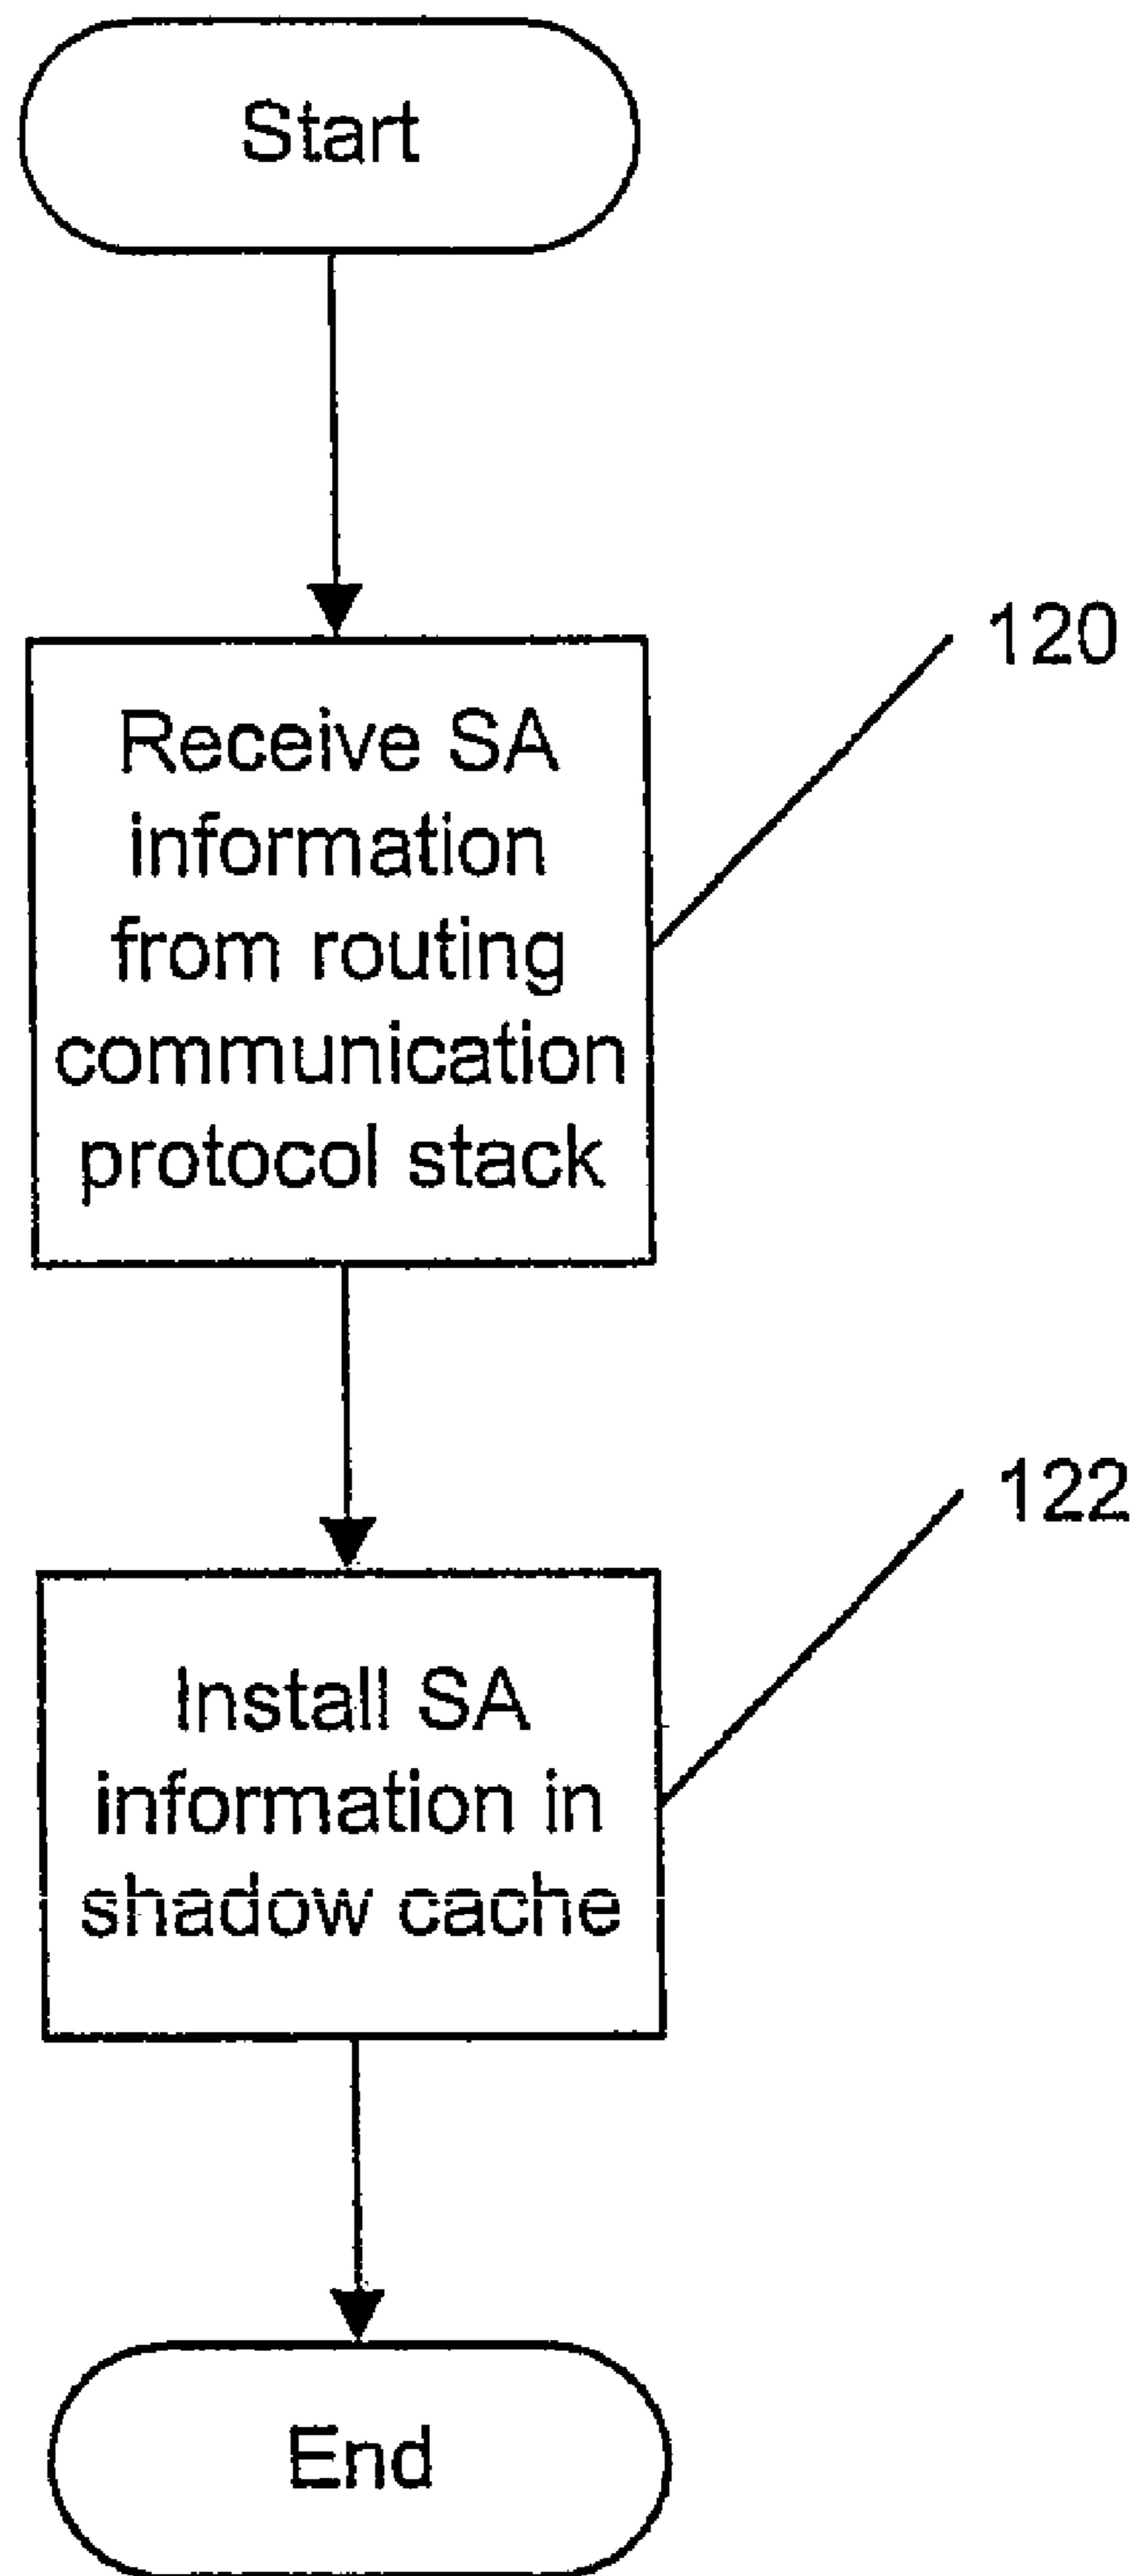 Start
120
Receive SA
information
from routing
communication
protocol stack
122
Install SA
information in
shadow cache
End